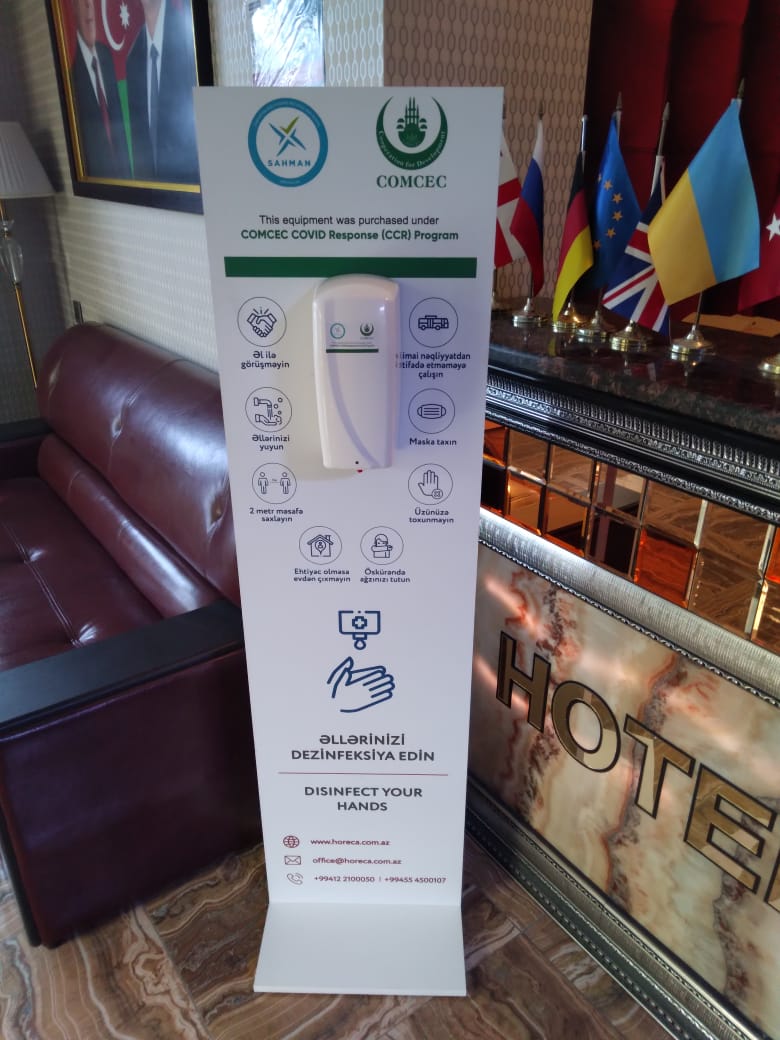 SAHMAN
Cooperation for Development
COMCEC
This equipment was purchased under
COMCEC COVID Response (CCR) Program
COMCEC
Əl ilə
görüşməyin
nəqliyyatdan
etməməyə
çalışın
Əllərinizi
yuyun
Maska taxın
2 metr məsafə
saxlayın
Üzünüzə
toxunmayın
Ehtiyac olmasa
evdən çıxmayın
Öskürəndə
ağzınızı tutun
ƏLLƏRİNİZİ
DEZİNFEKSİYA EDİN
DISINFECT YOUR
HANDS
www.horeca.com.az
office@horeca.com.az
+99412 2100050 | +99455 4500107
HOTEL